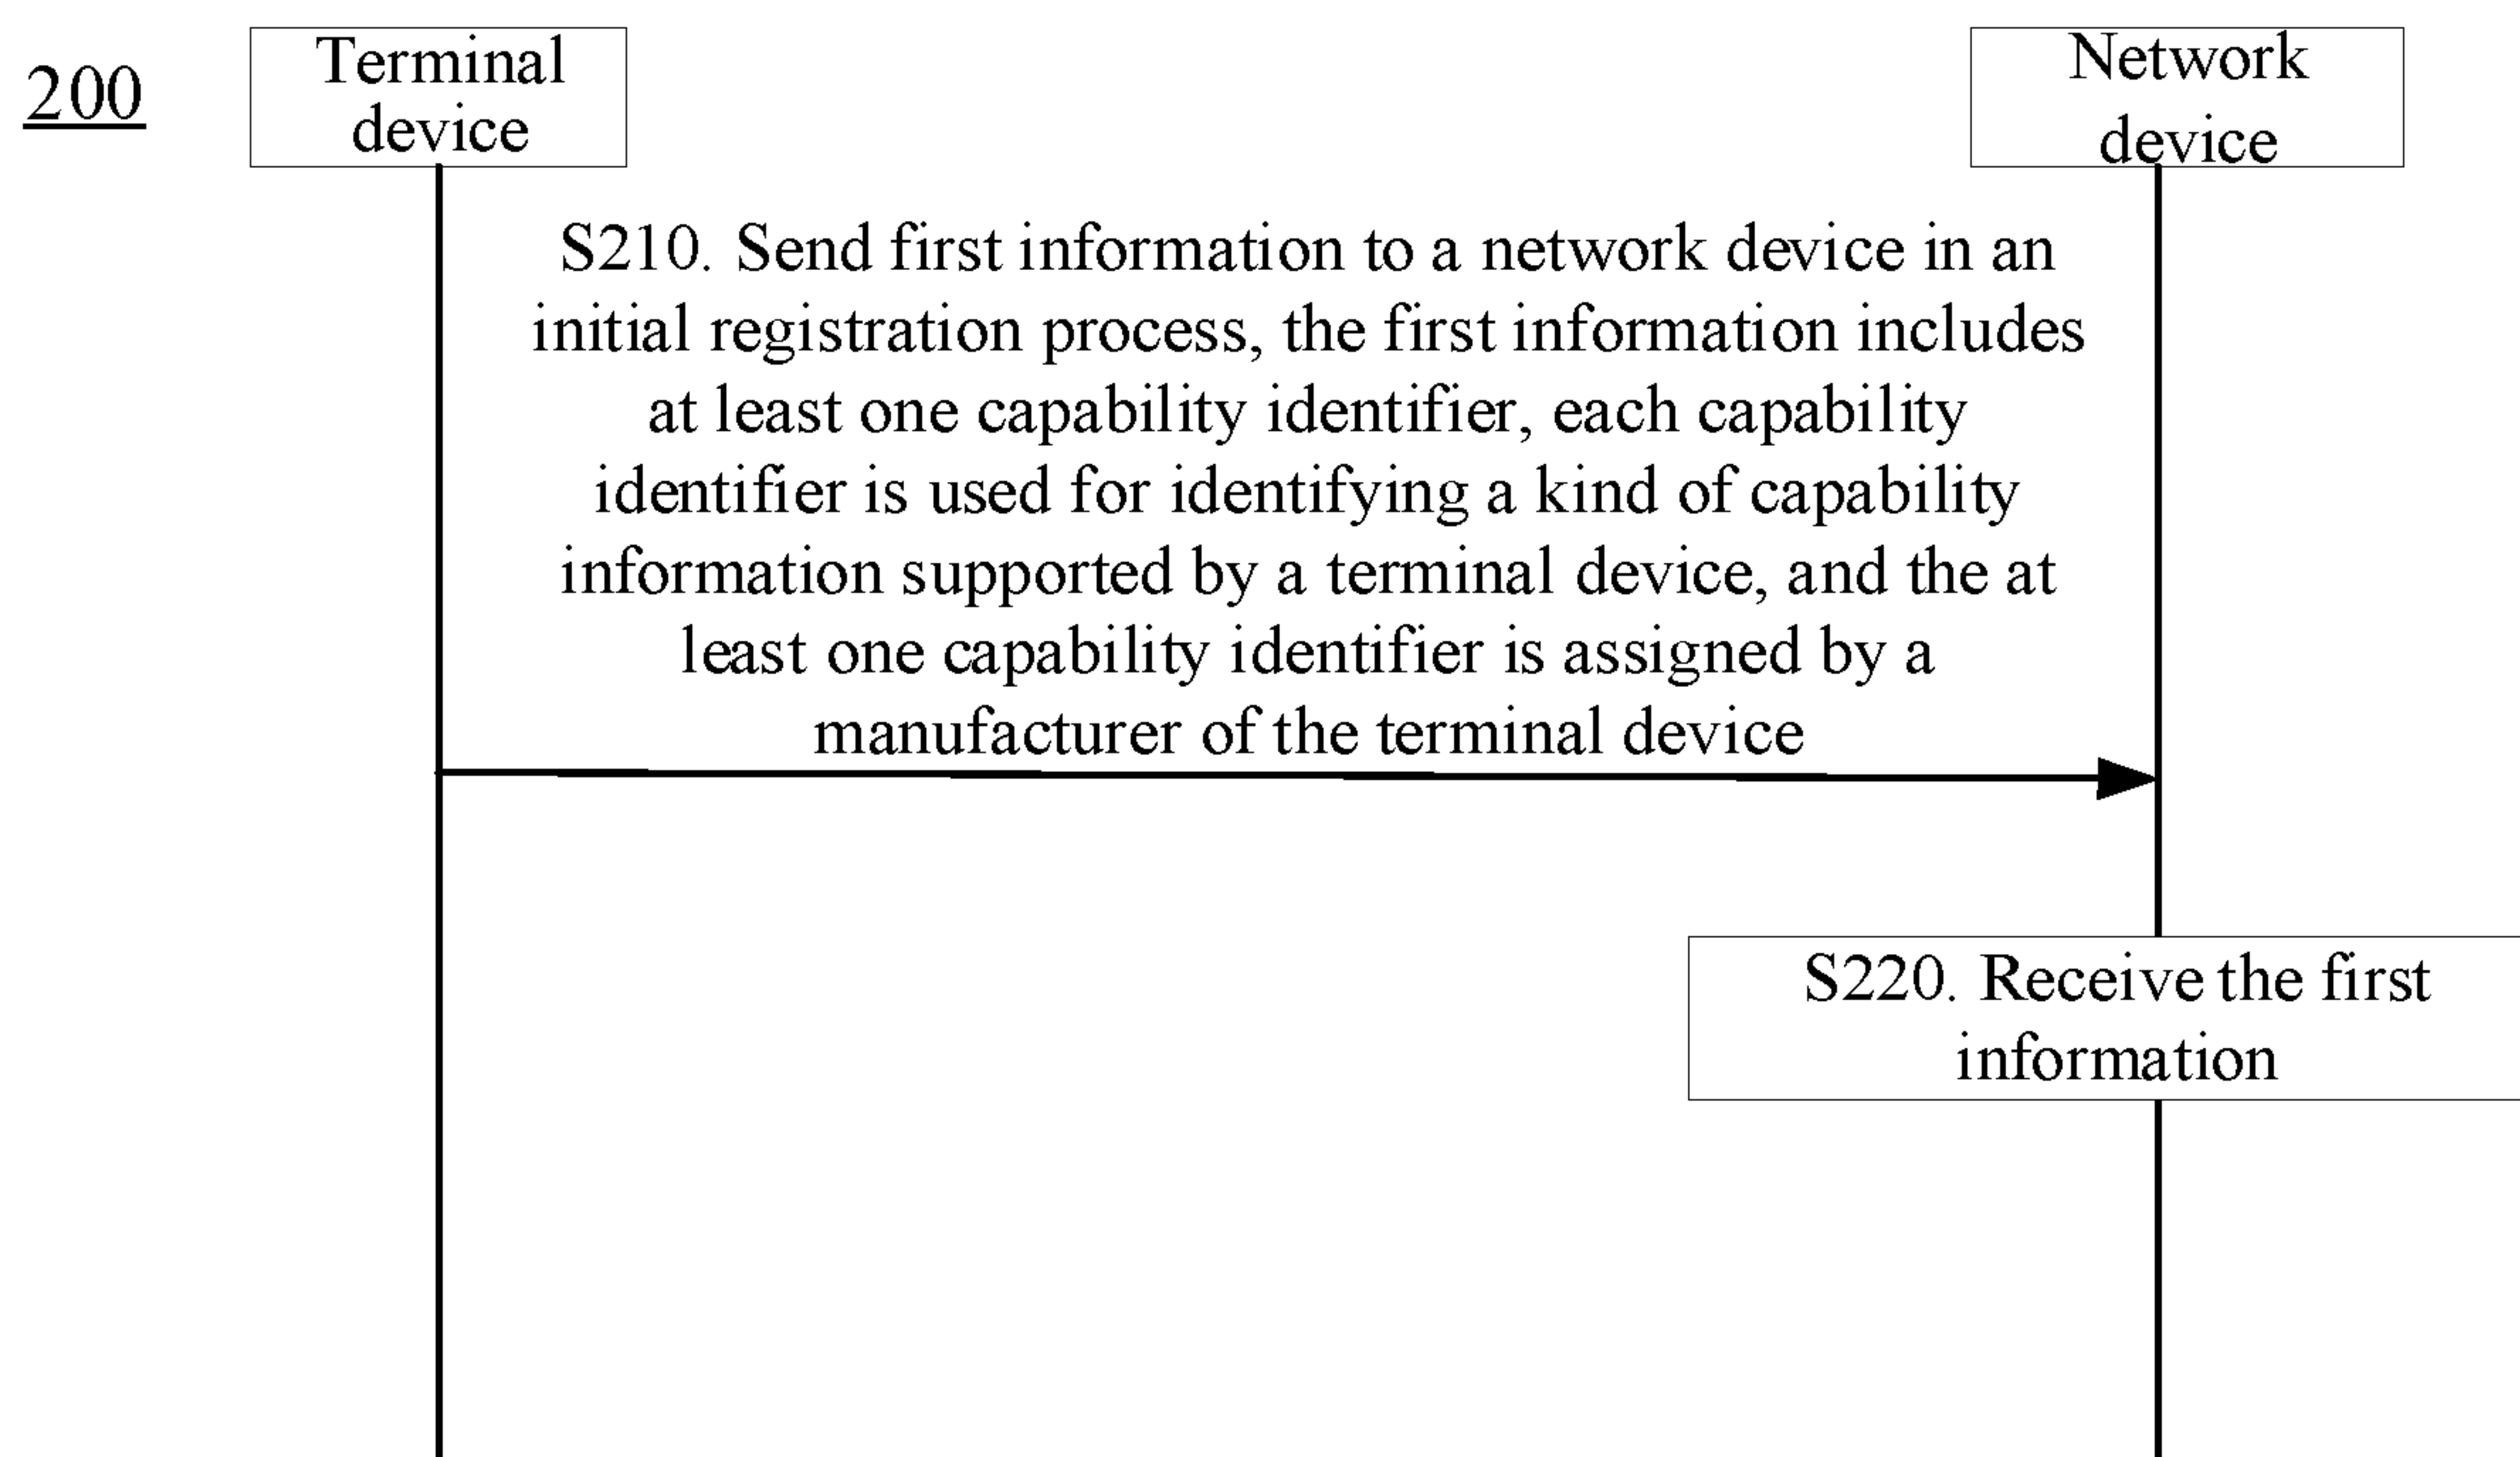 200
Terminal
device
Network
device
S210. Send first information to a network device in an
initial registration process, the first information includes
at least one capability identifier, each capability
identifier is used for identifying a kind of capability
information supported by a terminal device, and the at
least one capability identifier is assigned by a
manufacturer of the terminal device
S220. Receive the first
information